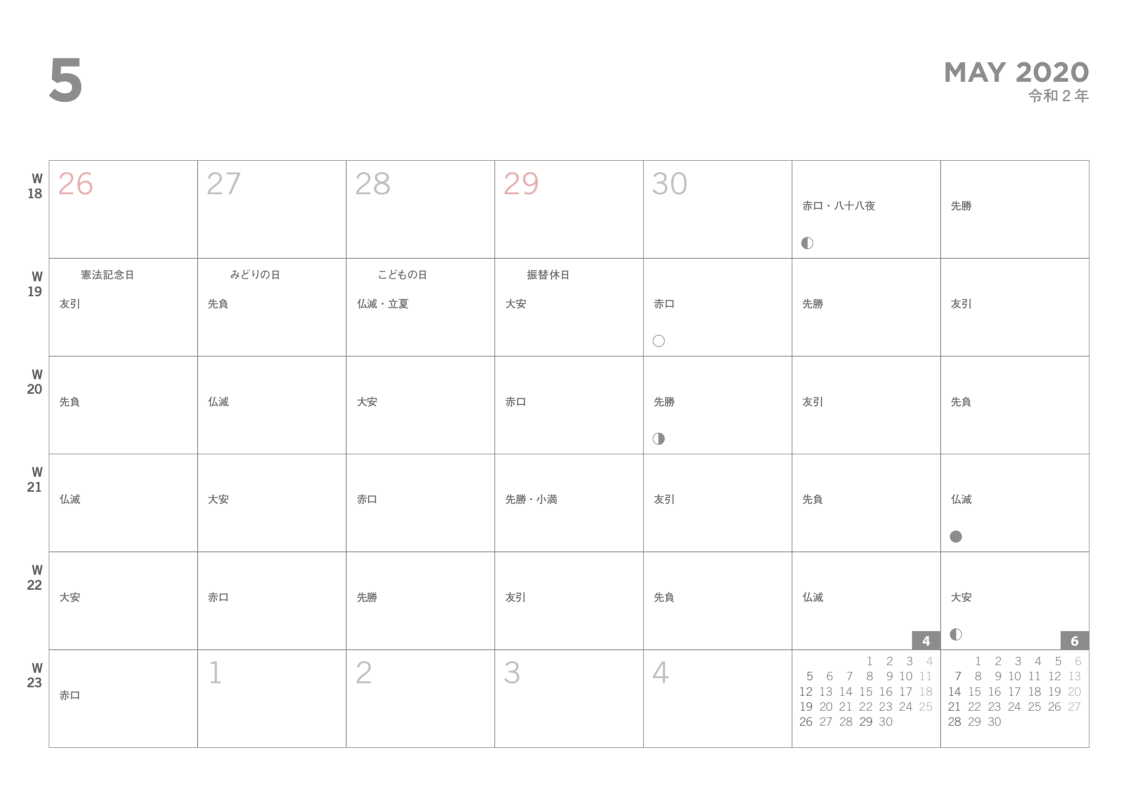 5
MAY 2020
令和2年
W
18
26
27
28
29
30
赤口・八十八夜
先勝
W
19
憲法記念日
みどりの日
こどもの日
振替休日
友引
先負
仏滅・立夏
大安
赤口
先勝
友引
W
20
先負
仏滅
大安
赤口
先勝
友引
先負
W
21
仏滅
大安
赤口
先勝・小満
友引
先負
仏滅
W
22
大安
赤口
先勝
友引
先負
仏滅
大安
4
6
W
23
赤口
1
2
3
4
1 2 3 4
5 6 7 8 9 10 11
12 13 14 15 16 17 18
19 20 21 22 23 24 25
26 27 28 29 30
1 2 3 4 5 6
7 8 9 10 11 12 13
14 15 16 17 18 19 20
21 22 23 24 25 26 27
28 29 30